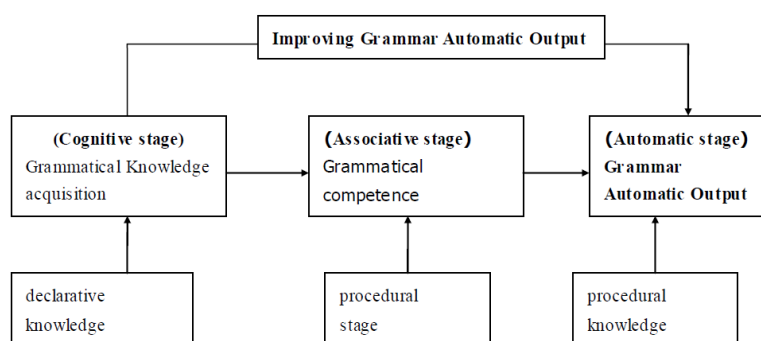 Improving Grammar Automatic Output
(Cognitive stage)
Grammatical Knowledge
acquisition
(Associative stage)
Grammatical
competence
(Automatic stage)
Grammar
Automatic Output
declarative
knowledge
procedural
stage
procedural
knowledge